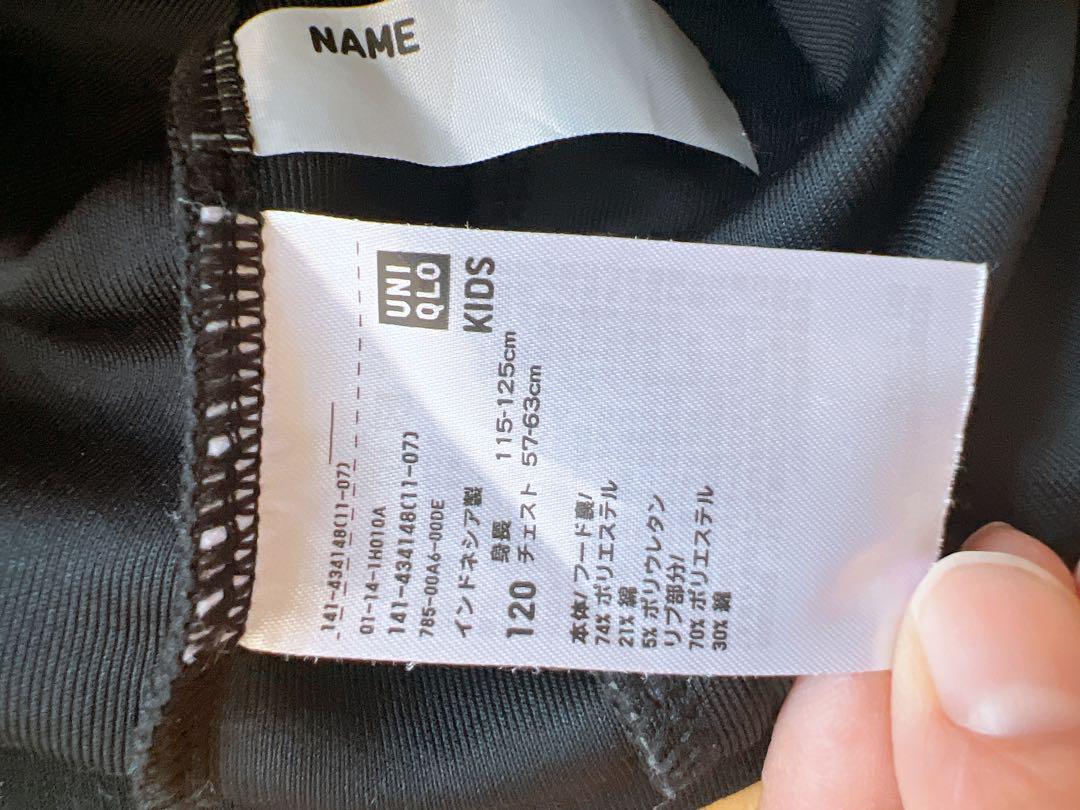 NAME
141-434148(11-07)
01-14-1H010A
141-434148(11-07)
785-00A6-00DE
UNI
QLO
KIDS
インドネシア製
120 身長 115-125cm
チェスト 57-63cm
本体/フード裏/
74% ポリエステル
21% 綿
5% ポリウレタン
リブ部分/
70% ポリエステル
30% 綿